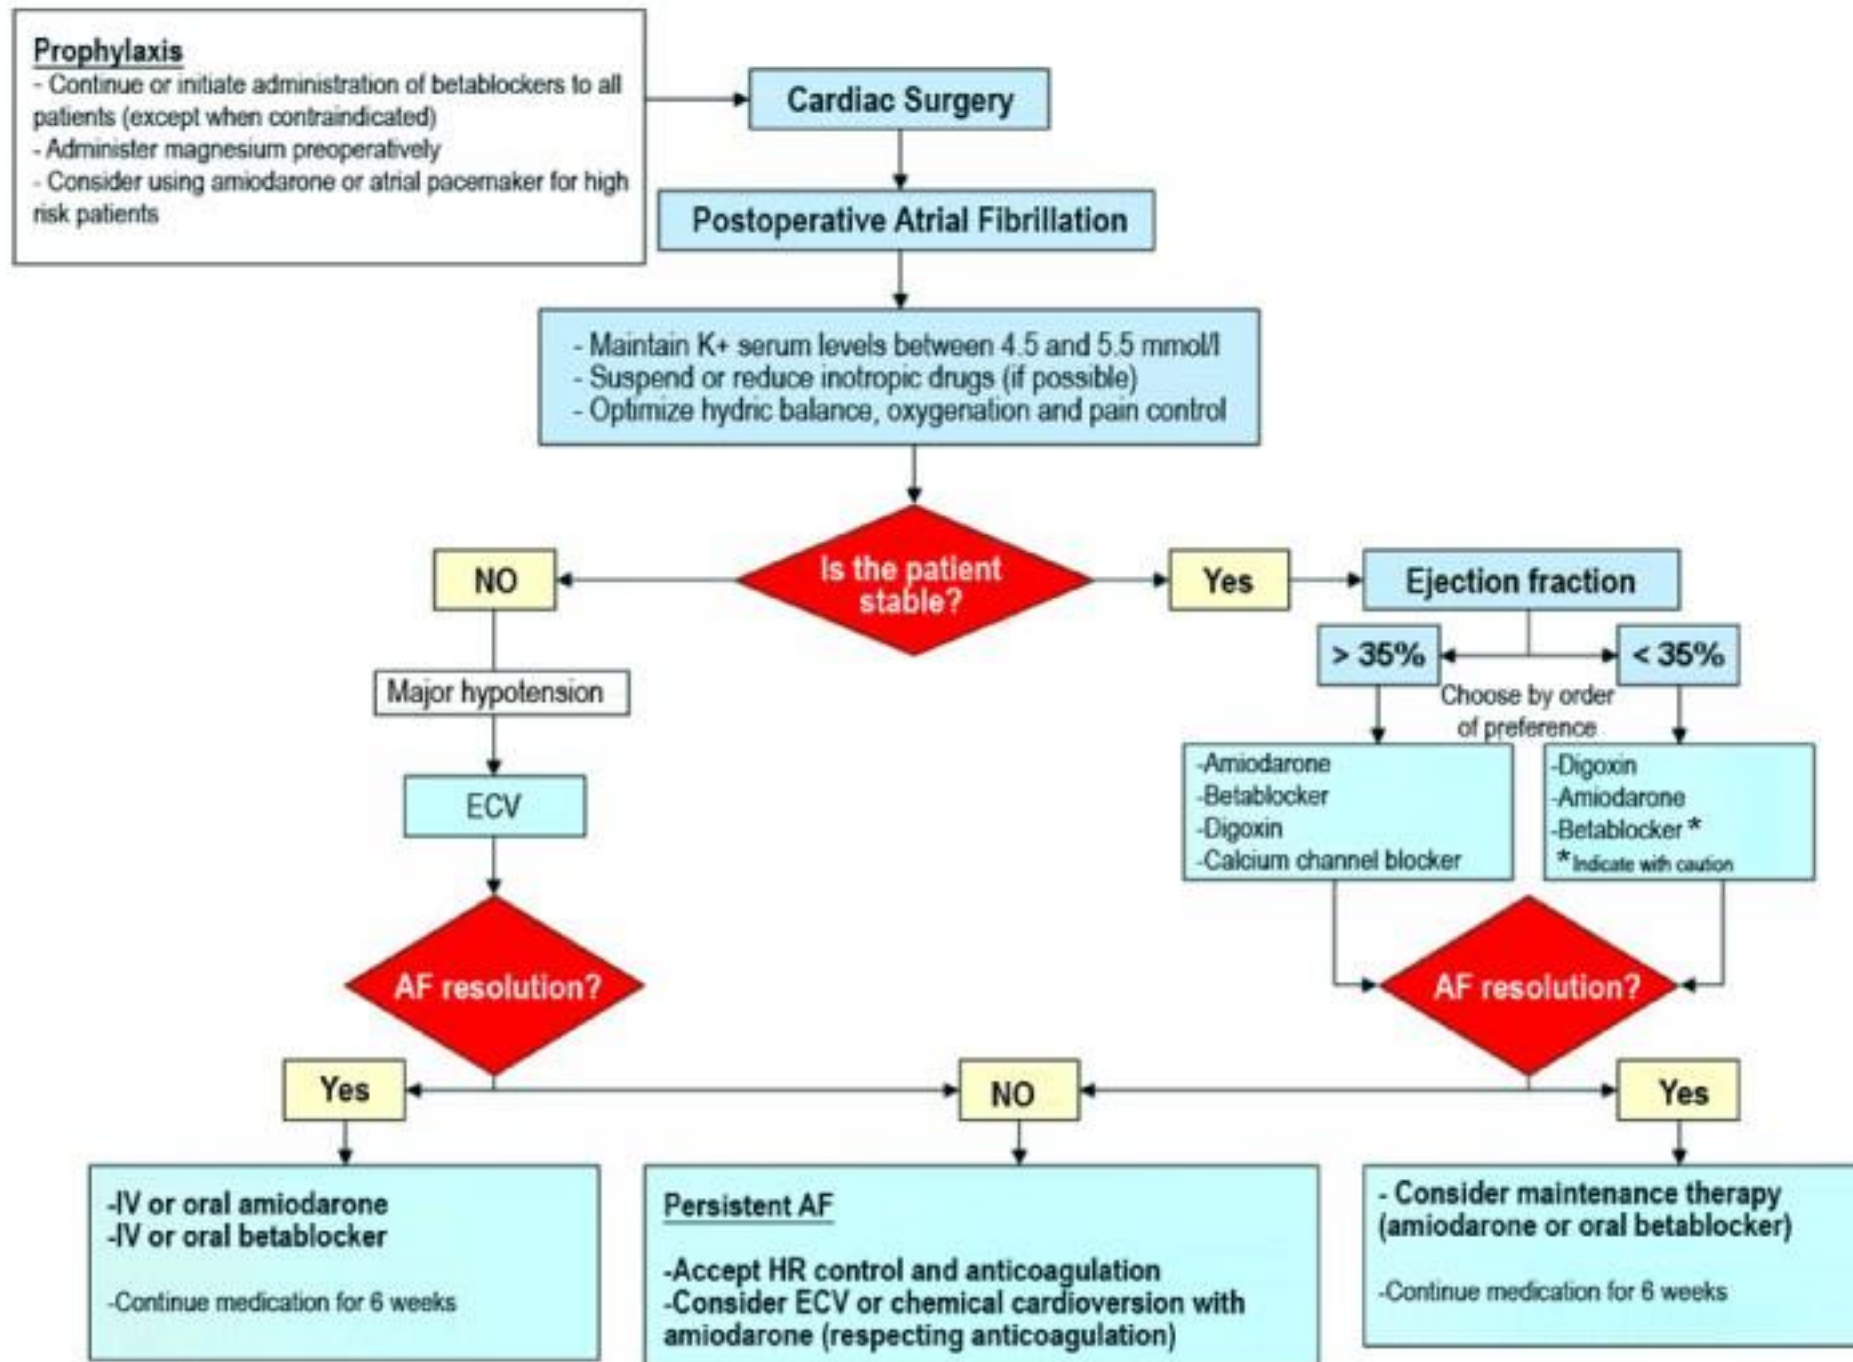 Prophylaxis
- Continue or initiate administration of betablockers to all
patients (except when contraindicated)
- Administer magnesium preoperatively
- Consider using amiodarone or atrial pacemaker for high
risk patients
Cardiac Surgery
Postoperative Atrial Fibrillation
- Maintain K+ serum levels between 4.5 and 5.5 mmol/l
- Suspend or reduce inotropic drugs (if possible)
- Optimize hydric balance, oxygenation and pain control
Is the patient
stable?
NO
Yes
Ejection fraction
> 35%
< 35%
Choose by order
of preference
Major hypotension
ECV
-Amiodarone
-Betablocker
-Digoxin
-Calcium channel blocker
-Digoxin
-Amiodarone
-Betablocker *
*Indicate with caution
AF resolution?
AF resolution?
Yes
NO
Yes
-IV or oral amiodarone
-IV or oral betablocker
-Continue medication for 6 weeks
Persistent AF
-Accept HR control and anticoagulation
-Consider ECV or chemical cardioversion with
amiodarone (respecting anticoagulation)
- Consider maintenance therapy
(amiodarone or oral betablocker)
-Continue medication for 6 weeks